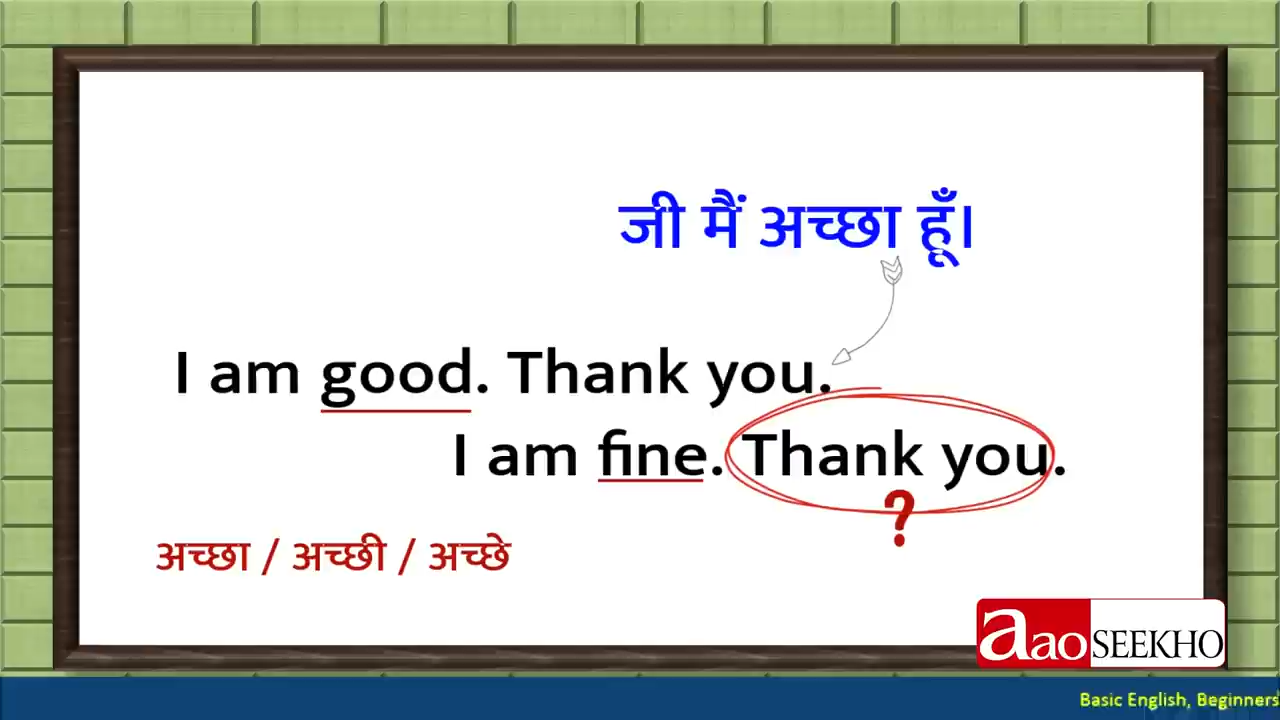 जी मैं अच्छा हूँ।
I am good. Thank you.
I am fine. Thank you.
?
अच्छा / अच्छी / अच्छे
aao SEEKHO
Basic English, Beginners